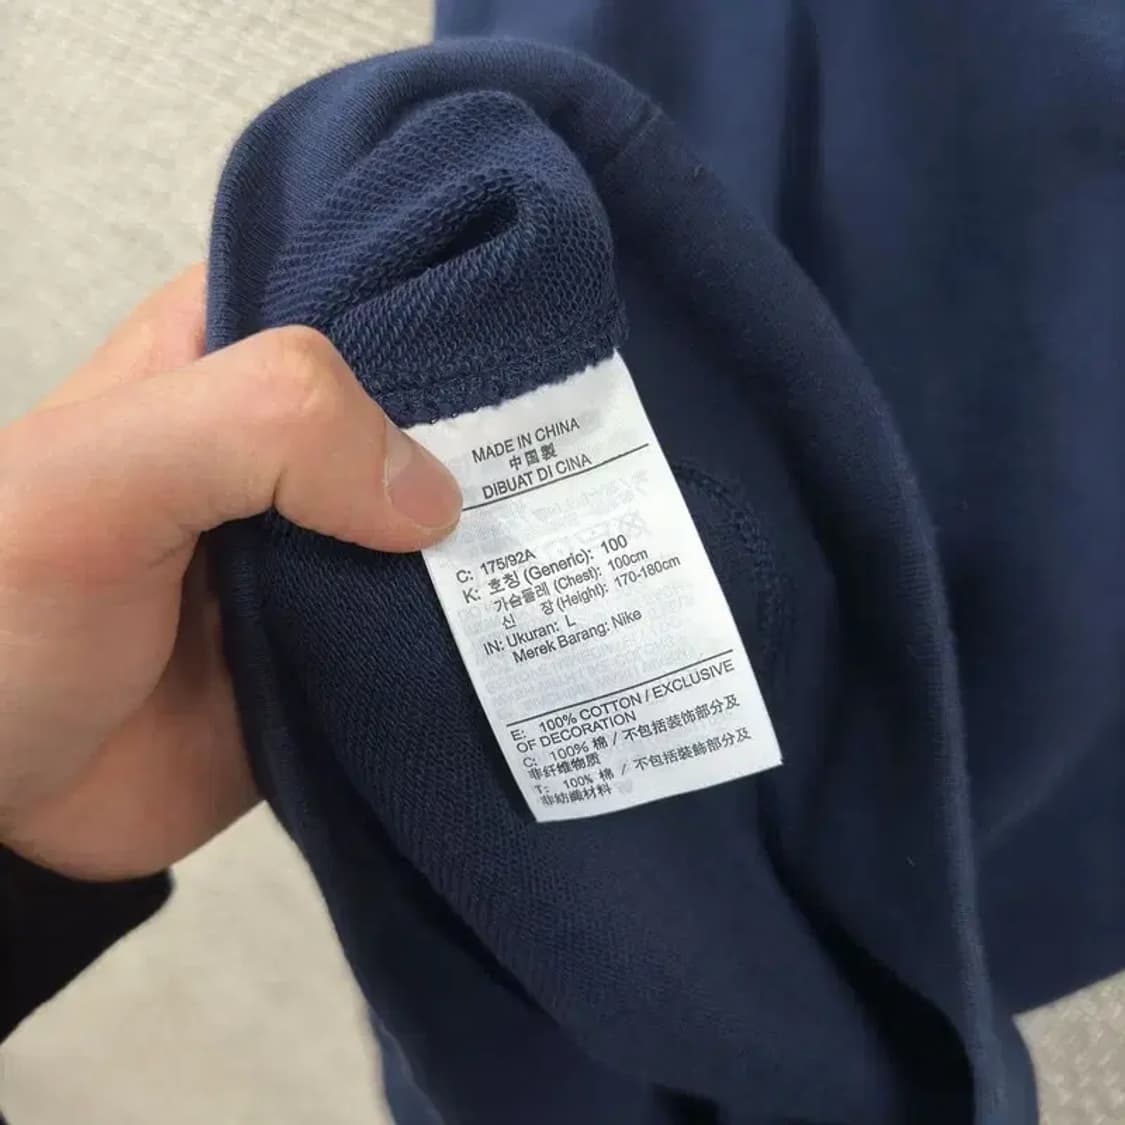 MADE IN CHINA
中国製
DIBUAT DI CINA
C: 175/92A
K: 호칭 (Generic): 100
가슴둘레 (Chest): 100cm
신 장 (Height): 170-180cm
IN: Ukuran: L
Merek Barang: Nike
E: 100% COTTON / EXCLUSIVE
OF DECORATION
C: 100% 棉 / 不包括装饰部分及
非纤维物质
T: 100% 棉 / 不包括裝飾部分及
非紡織材料